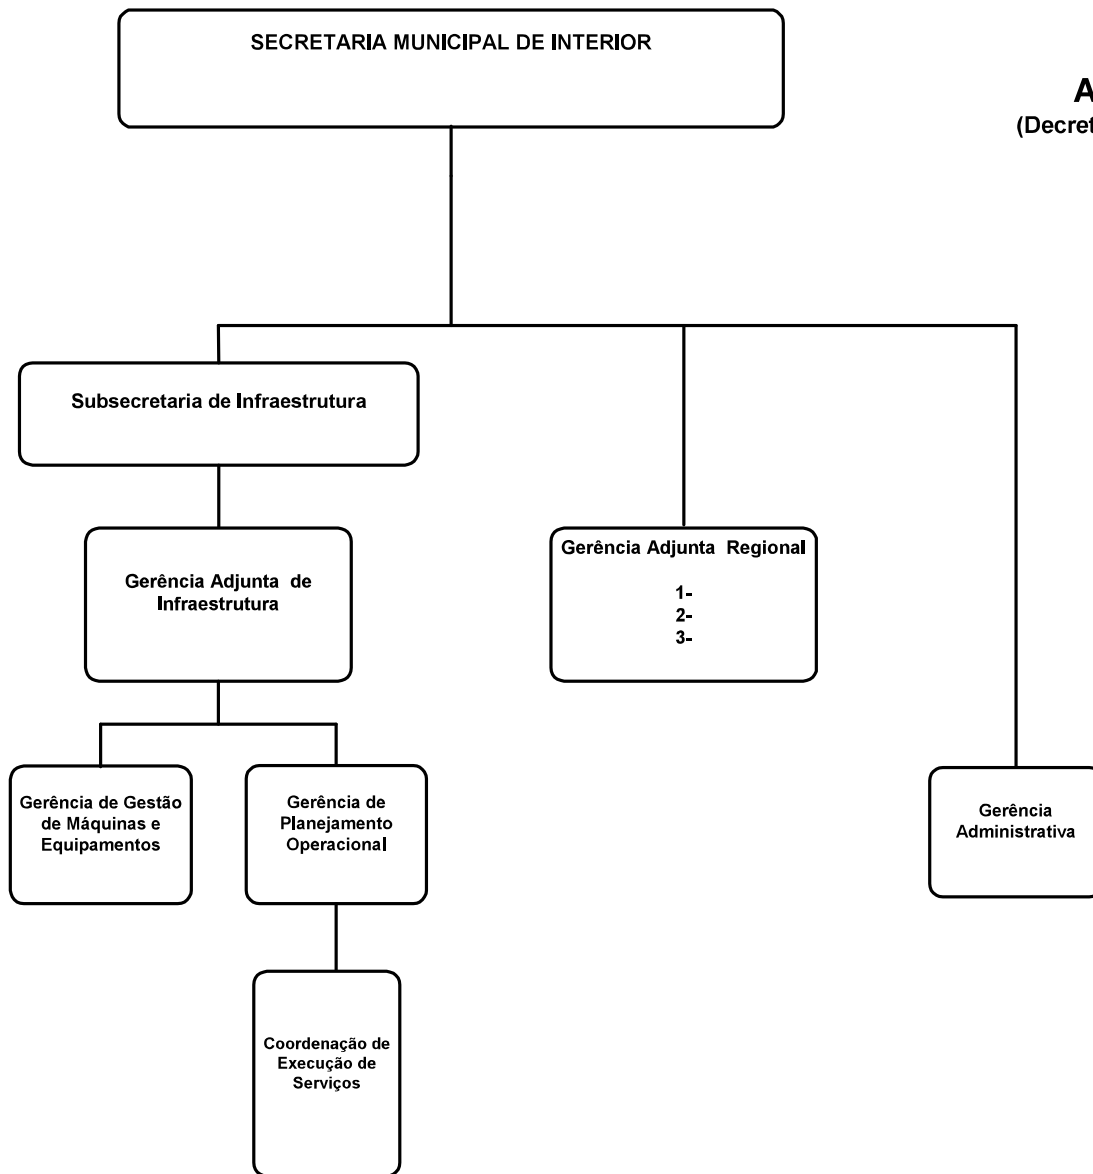 SECRETARIA MUNICIPAL DE INTERIOR
A
(Decret
Subsecretaria de Infraestrutura
Gerência Adjunta de
Infraestrutura
Gerência Adjunta Regional
1-
2-
3-
Gerência de Gestão
de Máquinas e
Equipamentos
Gerência de
Planejamento
Operacional
Gerência
Administrativa
Coordenação de
Execução de
Serviços